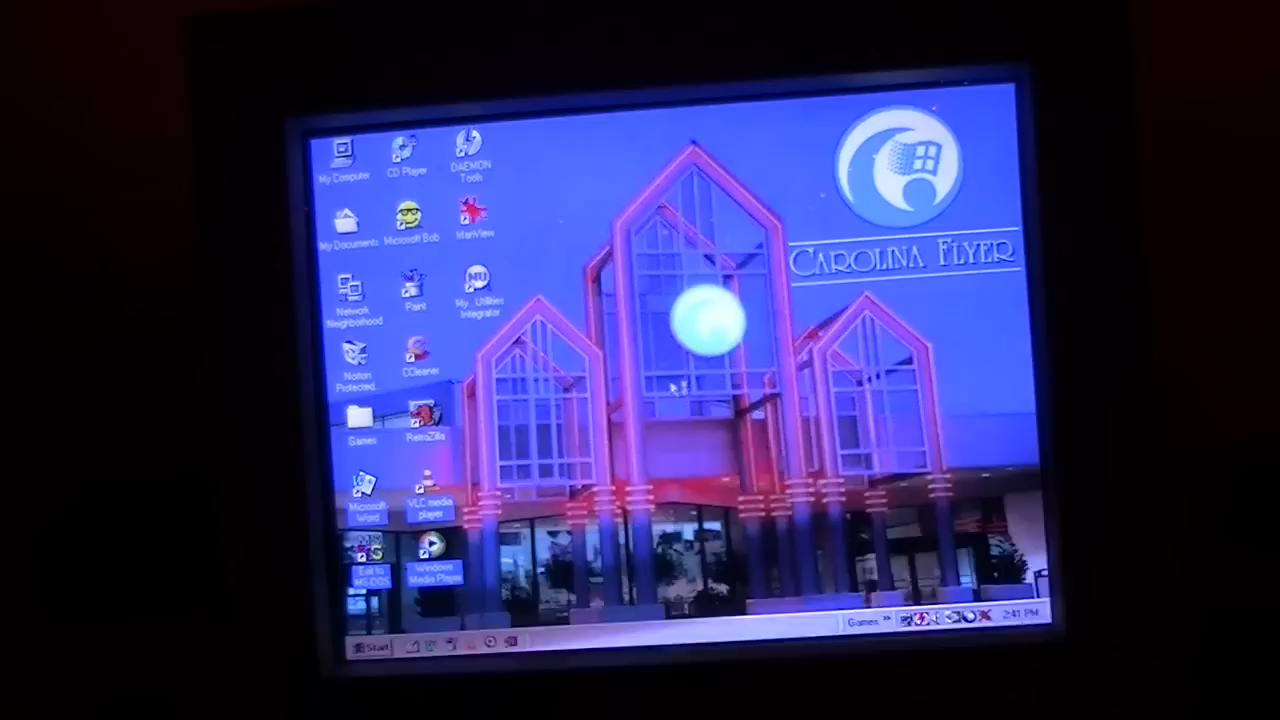 My Computer
CD Player
DAEMON
Tools
My Documents
Microsoft Bob
IrfanView
Network
Neighborhood
Paint
My Utilities
Integrator
Norton
Protected...
CCleaner
Games
RetroZilla
Microsoft
Word
VLC media
player
Exit to
MS-DOS
Windows
Media Player
CAROLINA FLYER
Start
Games »
2:41 PM